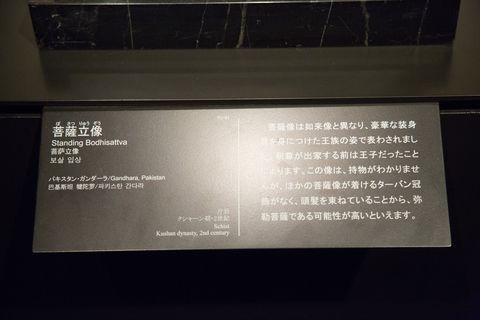 ぼ さつ りゅう ぞう
菩薩立像
Standing Bodhisattva
菩萨立像
보살 입상
パキスタン・ガンダーラ/Gandhara, Pakistan
巴基斯坦 犍陀罗/파키스탄 간다라
片岩
クシャーン朝・2世紀
Schist
Kushan dynasty, 2nd century
菩薩像は如来像と異なり、豪華な装身
具を身につけた王族の姿で表わされまし
た。釈尊が出家する前は王子だったこと
によります。この像は、持物がわかりませ
んが、ほかの菩薩像が着けるターバン冠
飾がなく、頭髪を束ねていることから、弥
勒菩薩である可能性が高いといえます。